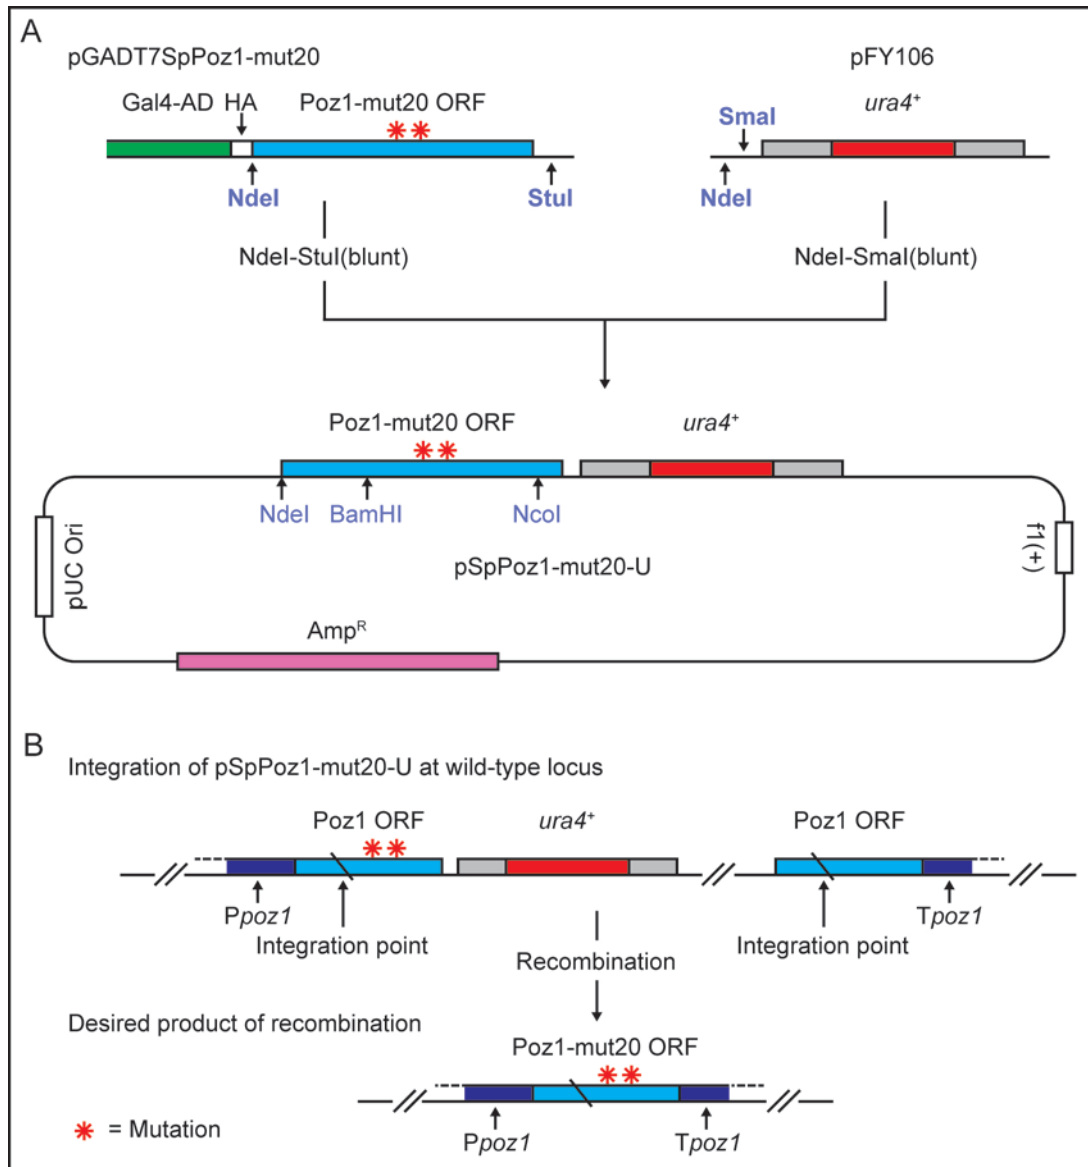 A
pGADT7SpPoz1-mut20
pFY106
Gal4-AD HA
Poz1-mut20 ORF
ura4+
SmaI
NdeI
StuI
NdeI
NdeI-StuI(blunt)
NdeI-SmaI(blunt)
Poz1-mut20 ORF
ura4+
NdeI
BamHI
NcoI
pUC Ori
f1(+)
pSpPoz1-mut20-U
AmpR
B
Integration of pSpPoz1-mut20-U at wild-type locus
Poz1 ORF
ura4+
Poz1 ORF
Ppoz1
Tpoz1
Integration point
Integration point
Recombination
Desired product of recombination
Poz1-mut20 ORF
Ppoz1
Tpoz1
= Mutation